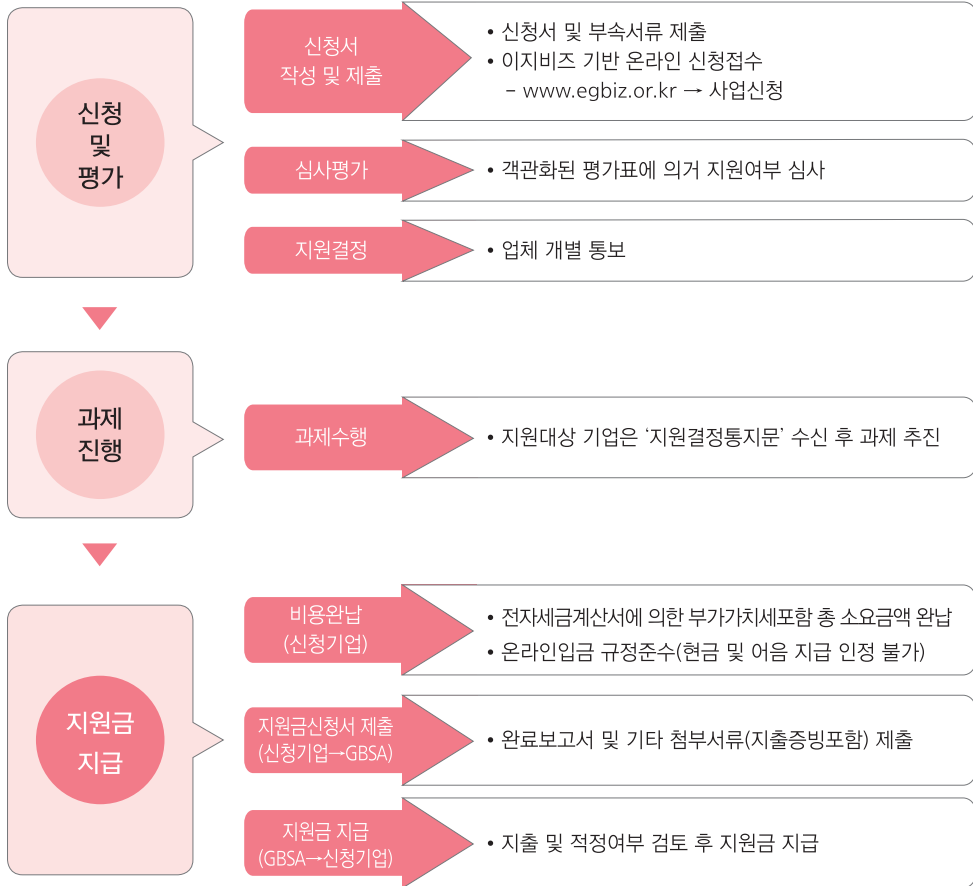 신청
및
평가
신청서
작성 및 제출
• 신청서 및 부속서류 제출
• 이지비즈 기반 온라인 신청접수
– www.egbiz.or.kr → 사업신청
심사평가
• 객관화된 평가표에 의거 지원여부 심사
지원결정
• 업체 개별 통보
과제
진행
과제수행
• 지원대상 기업은 ‘지원결정통지문’ 수신 후 과제 추진
지원금
지급
비용완납
(신청기업)
• 전자세금계산서에 의한 부가가치세포함 총 소요금액 완납
• 온라인입금 규정준수(현금 및 어음 지급 인정 불가)
지원금신청서 제출
(신청기업→GBSA)
• 완료보고서 및 기타 첨부서류(지출증빙포함) 제출
지원금 지급
(GBSA→신청기업)
• 지출 및 적정여부 검토 후 지원금 지급